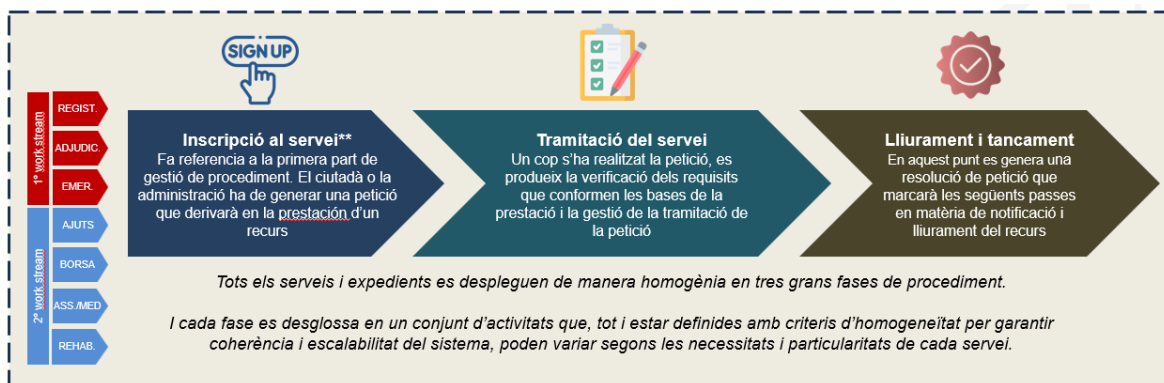 SIGN UP
1º work stream
REGIST.
ADJUDIC.
EMER.
2º work stream
AJUTS
BORSA
ASS./MED
REHAB.
Inscripció al servei**
Fa referencia a la primera part de
gestió de procediment. El ciutadà o la
administració ha de generar una petició
que derivarà en la prestación d’un
recurs
Tramitació del servei
Un cop s’ha realitzat la petició, es
produeix la verificació dels requisits
que conformen les bases de la
prestació i la gestió de la tramitació de
la petició
Lliurament i tancament
En aquest punt es genera una
resolució de petició que
marcarà les següents passes
en matèria de notificació i
lliurament del recurs
Tots els serveis i expedients es despleguen de manera homogènia en tres grans fases de procediment.
I cada fase es desglossa en un conjunt d’activitats que, tot i estar definides amb criteris d’homogeneïtat per garantir
coherència i escalabilitat del sistema, poden variar segons les necessitats i particularitats de cada servei.